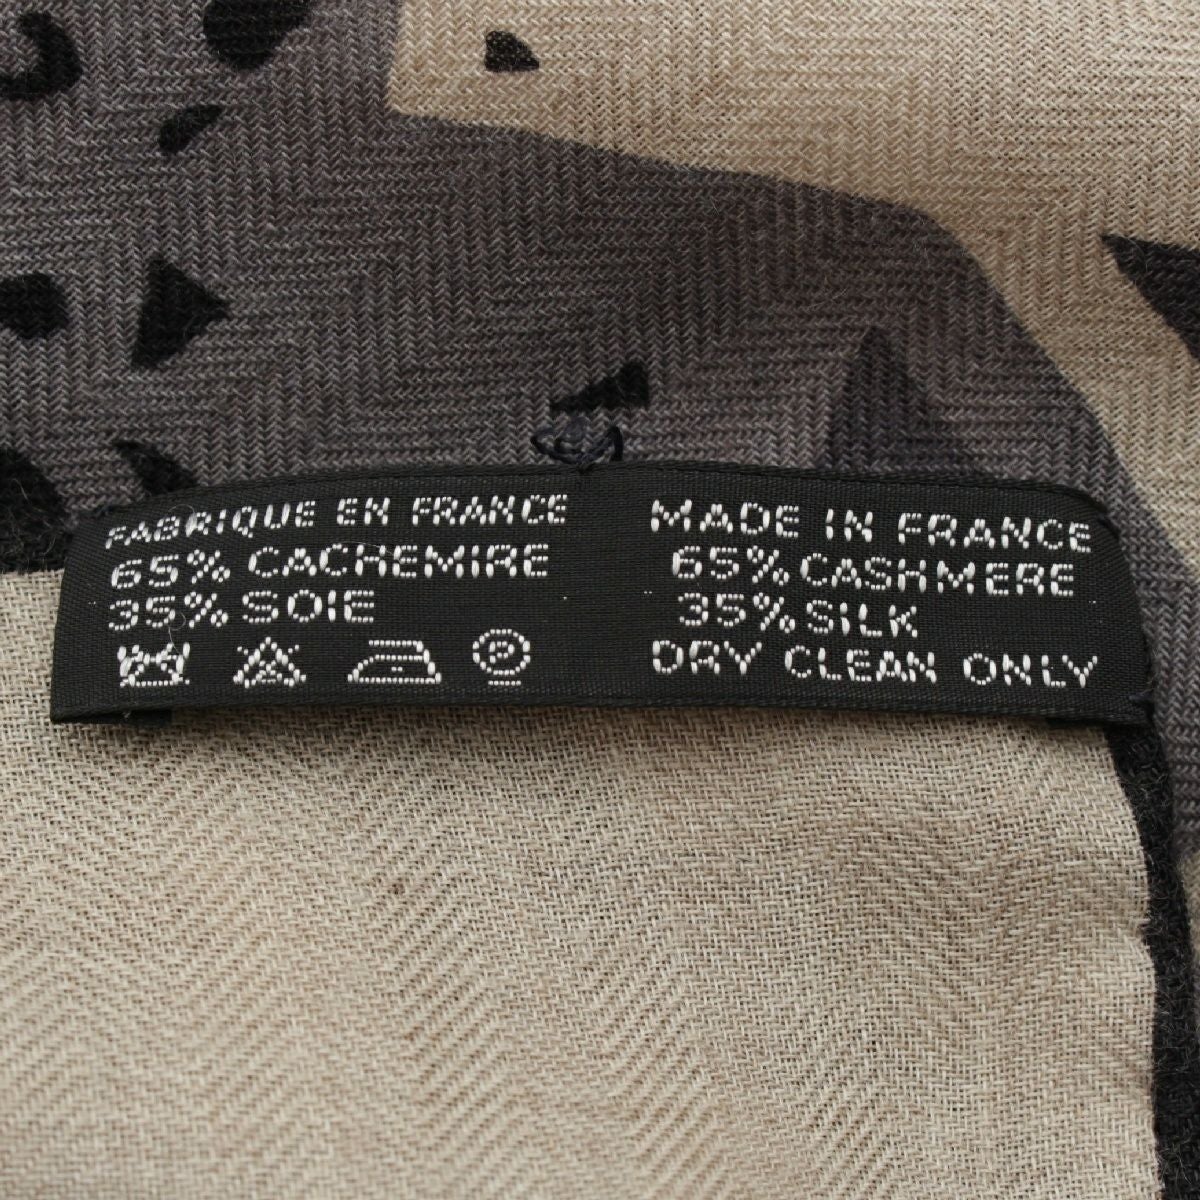 FABRIQUE EN FRANCE
65% CACHEMIRE
35% SOIE
P
MADE IN FRANCE
65% CASHMERE
35% SILK
DRY CLEAN ONLY